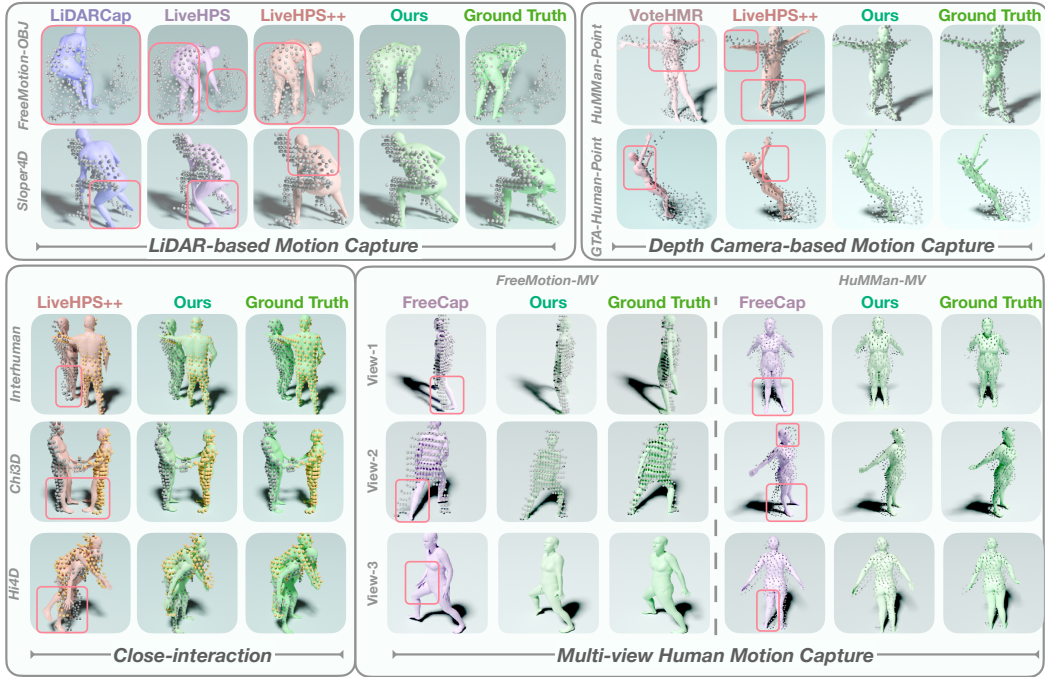 LiDARCap LiveHPS LiveHPS++ Ours Ground Truth
FreeMotion-OBJ
Sloper4D
LiDAR-based Motion Capture
VoteHMR LiveHPS++ Ours Ground Truth
HuMMan-Point
GTA-Human-Point
Depth Camera-based Motion Capture
LiveHPS++ Ours Ground Truth
Interhuman
Chi3D
Hi4D
Close-interaction
FreeMotion-MV HuMMan-MV
FreeCap Ours Ground Truth FreeCap Ours Ground Truth
View-1
View-2
View-3
Multi-view Human Motion Capture